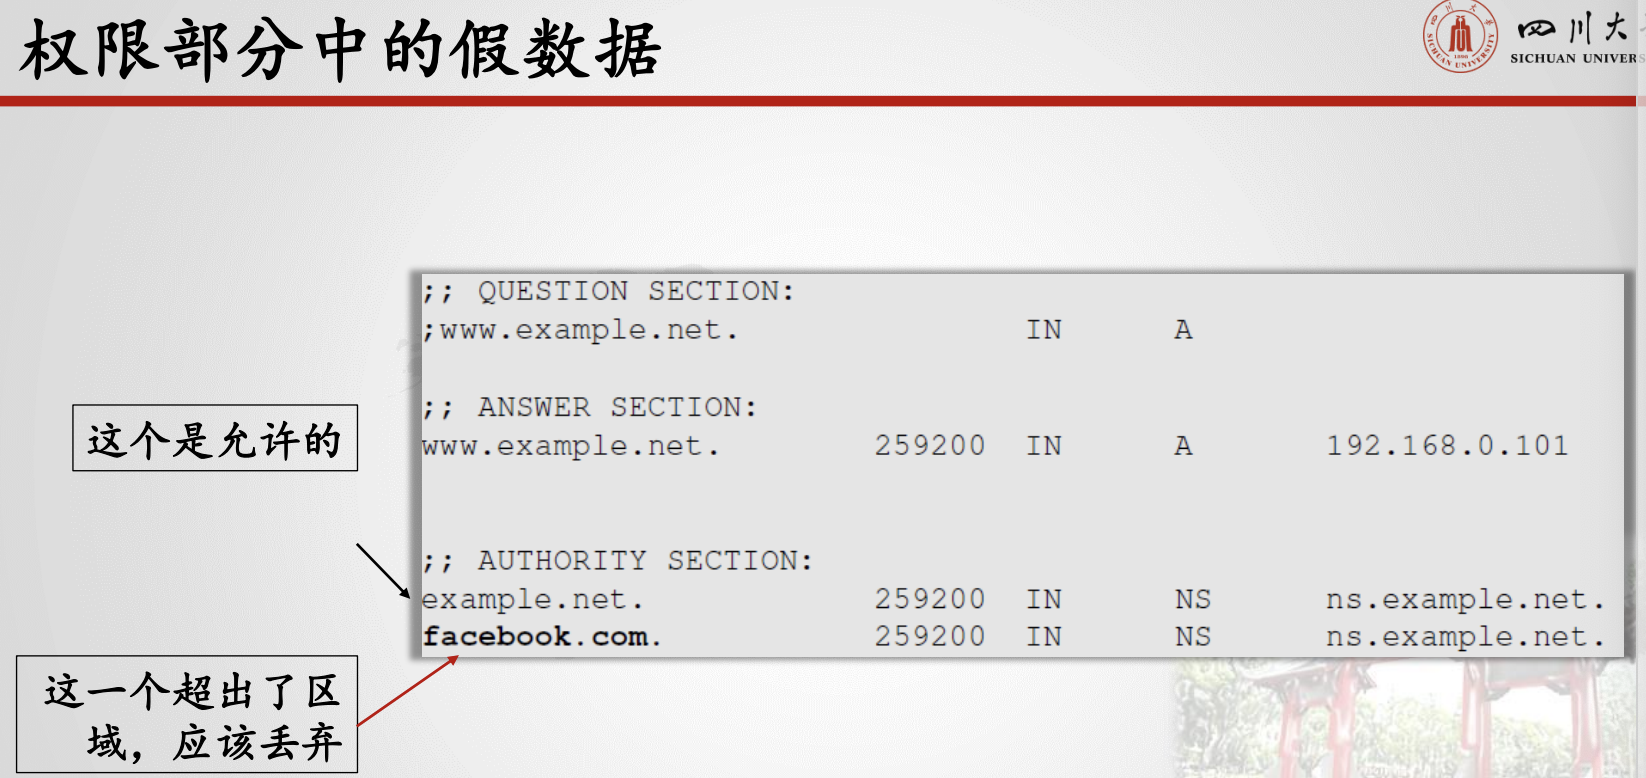 权限部分中的假数据
四川大
SICHUAN UNIVERS
SICHUAN UNIVERSITY
1896
;; QUESTION SECTION:
;www.example.net. IN A
;; ANSWER SECTION:
www.example.net. 259200 IN A 192.168.0.101
这个是允许的
;; AUTHORITY SECTION:
example.net. 259200 IN NS ns.example.net.
facebook.com. 259200 IN NS ns.example.net.
这一个超出了区
域，应该丢弃